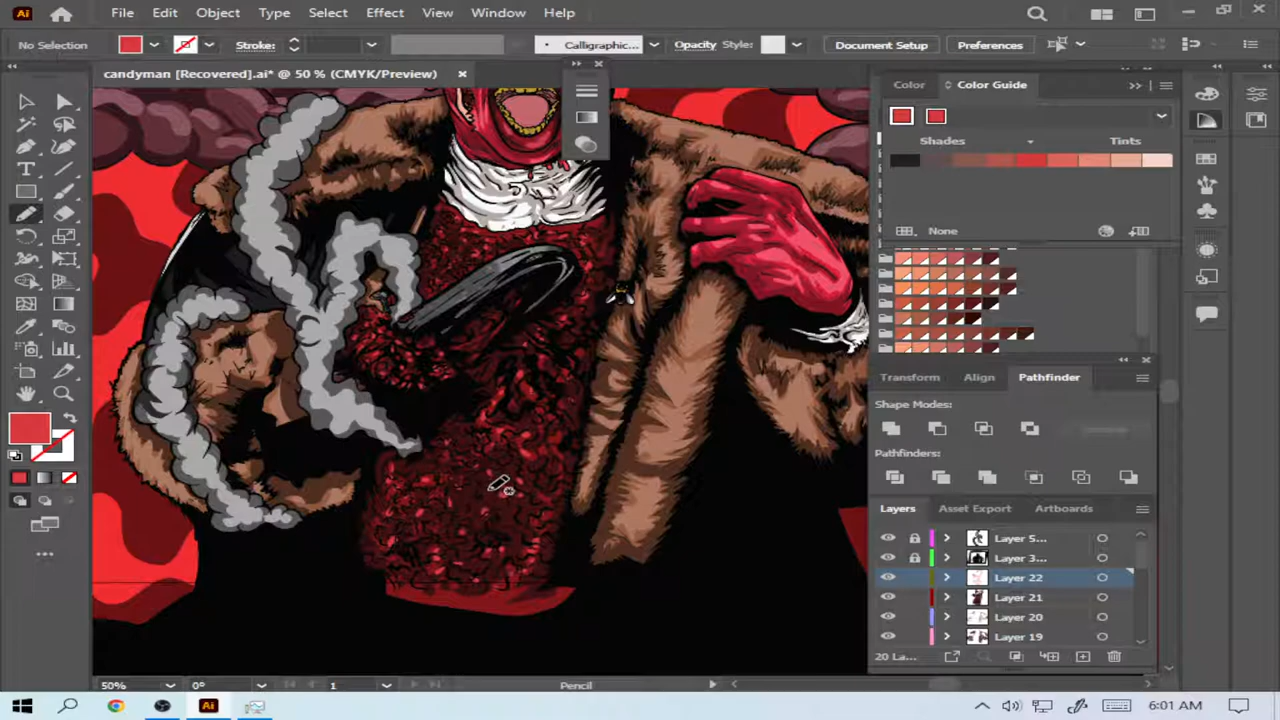 Ai File Edit Object Type Select Effect View Window Help
No Selection Stroke: Calligraphic... Opacity Style: Document Setup Preferences
candyman [Recovered].ai* @ 50 % (CMYK/Preview)
Color Color Guide
Shades Tints
None
Transform Align Pathfinder
Shape Modes:
Pathfinders:
Layers Asset Export Artboards
Layer 5...
Layer 3...
Layer 22
Layer 21
Layer 20
Layer 19
20 La...
50% 0° 1 Pencil
Ai 6:01 AM